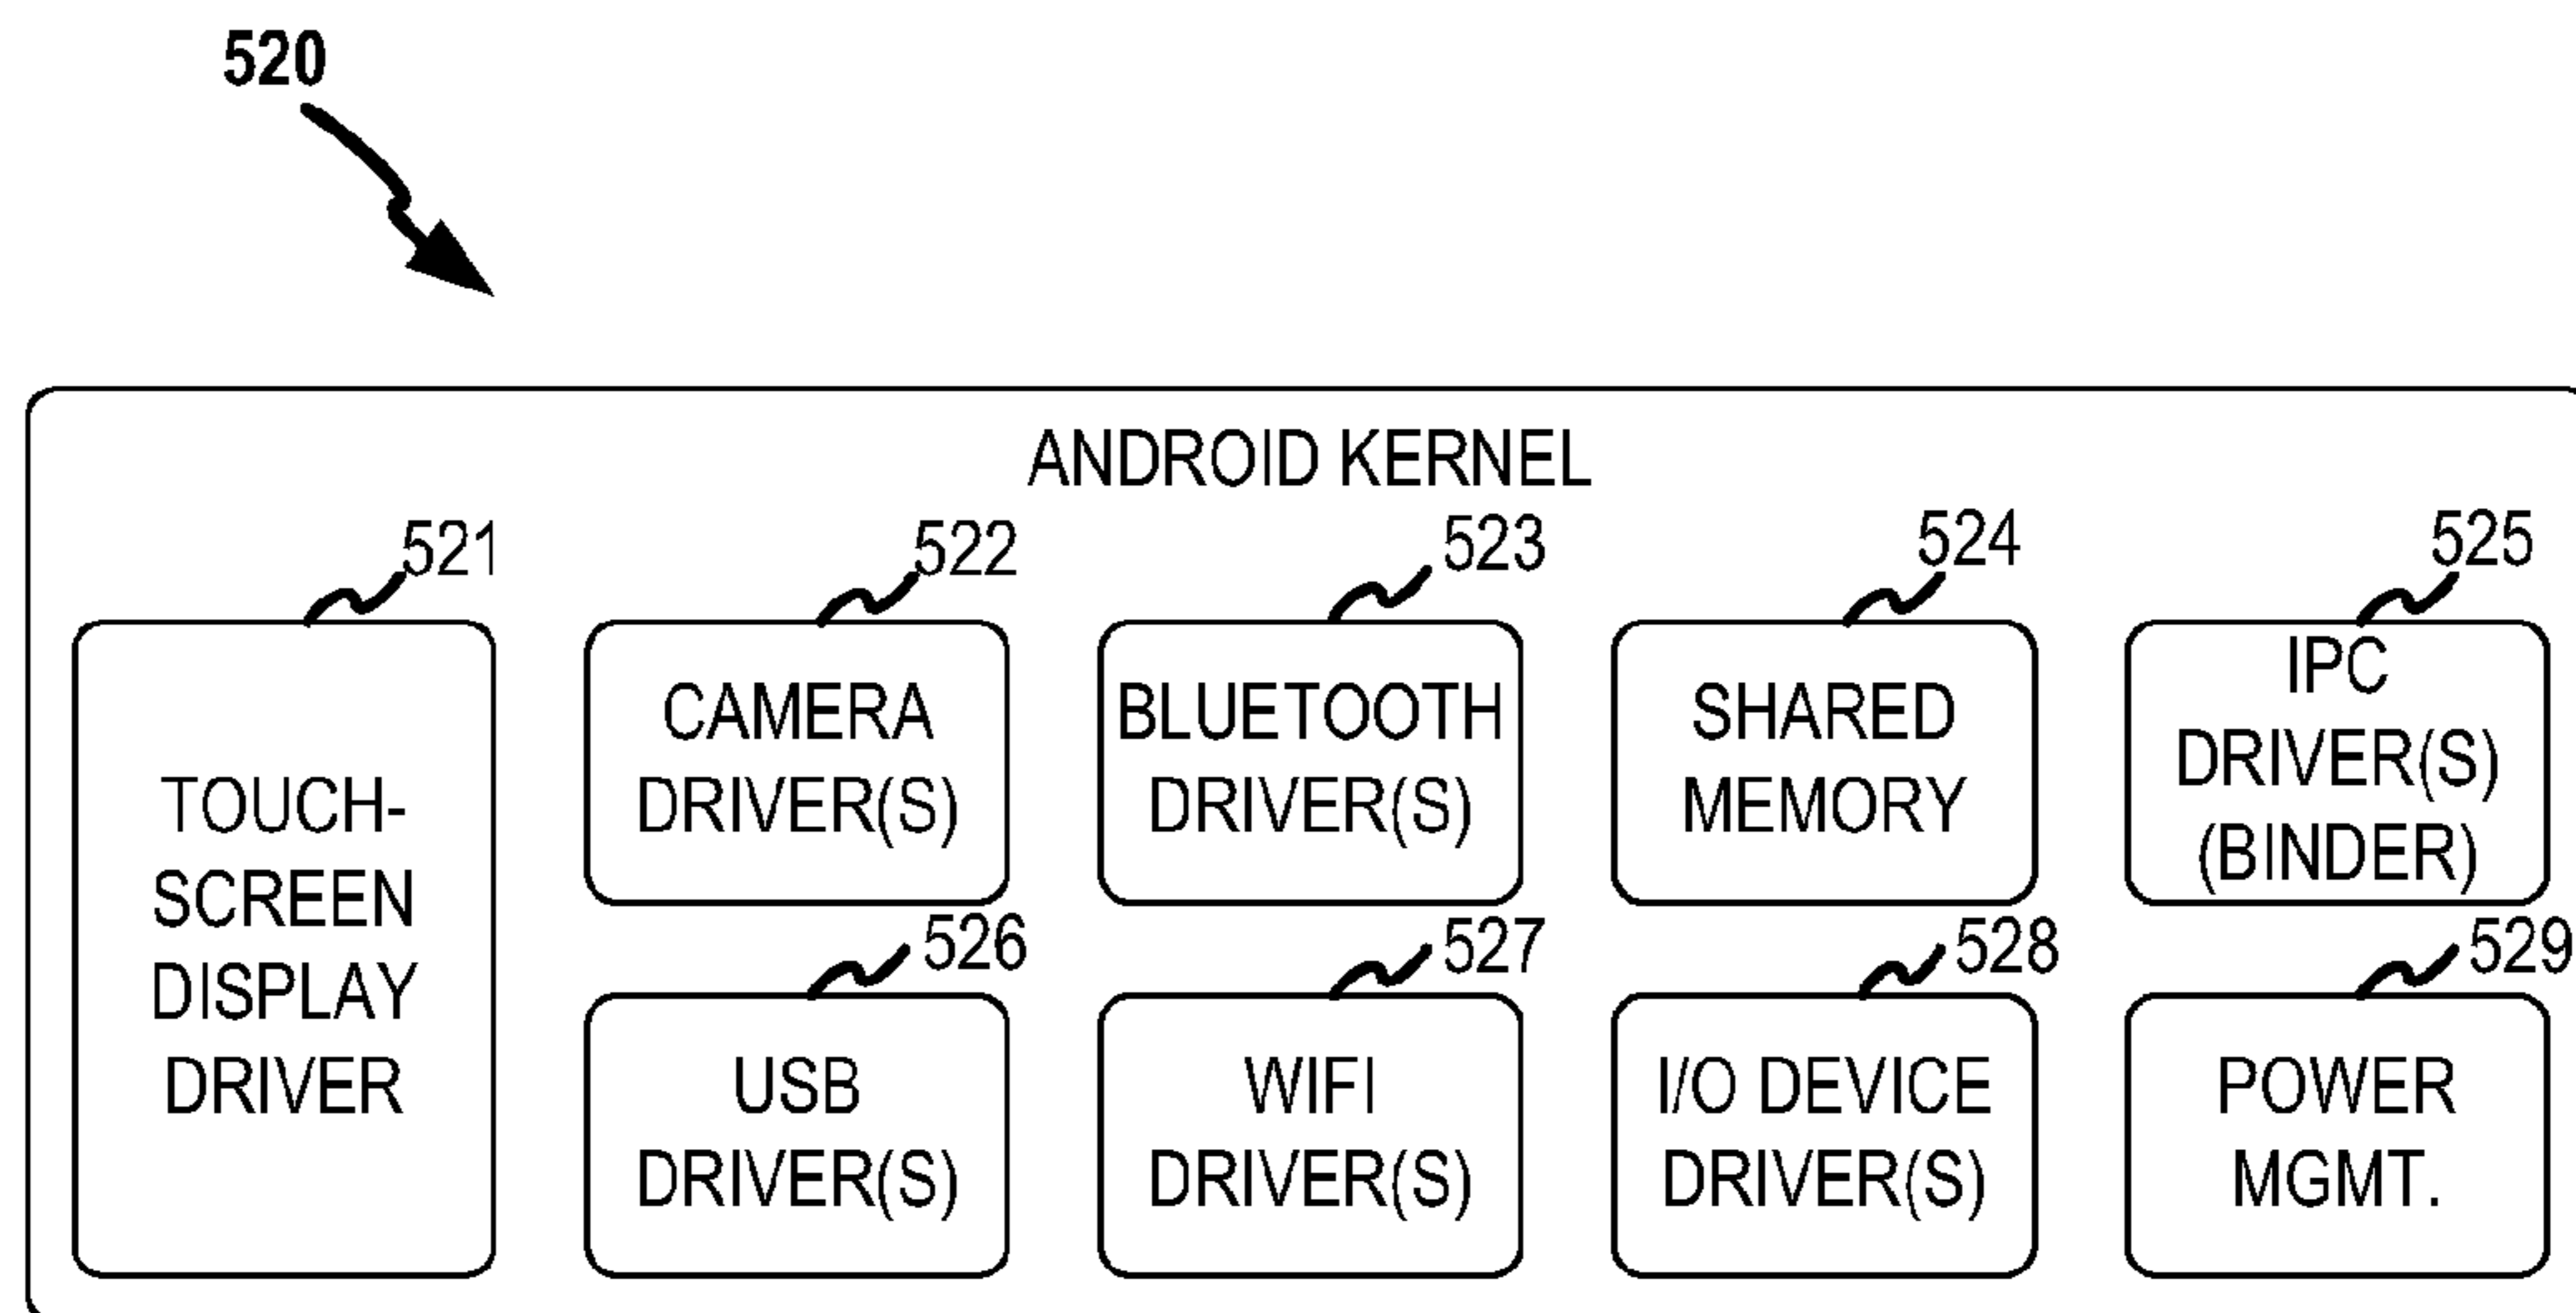 520
ANDROID KERNEL
521
TOUCH-
SCREEN
DISPLAY
DRIVER
522
CAMERA
DRIVER(S)
523
BLUETOOTH
DRIVER(S)
524
SHARED
MEMORY
525
IPC
DRIVER(S)
(BINDER)
526
USB
DRIVER(S)
527
WIFI
DRIVER(S)
528
I/O DEVICE
DRIVER(S)
529
POWER
MGMT.